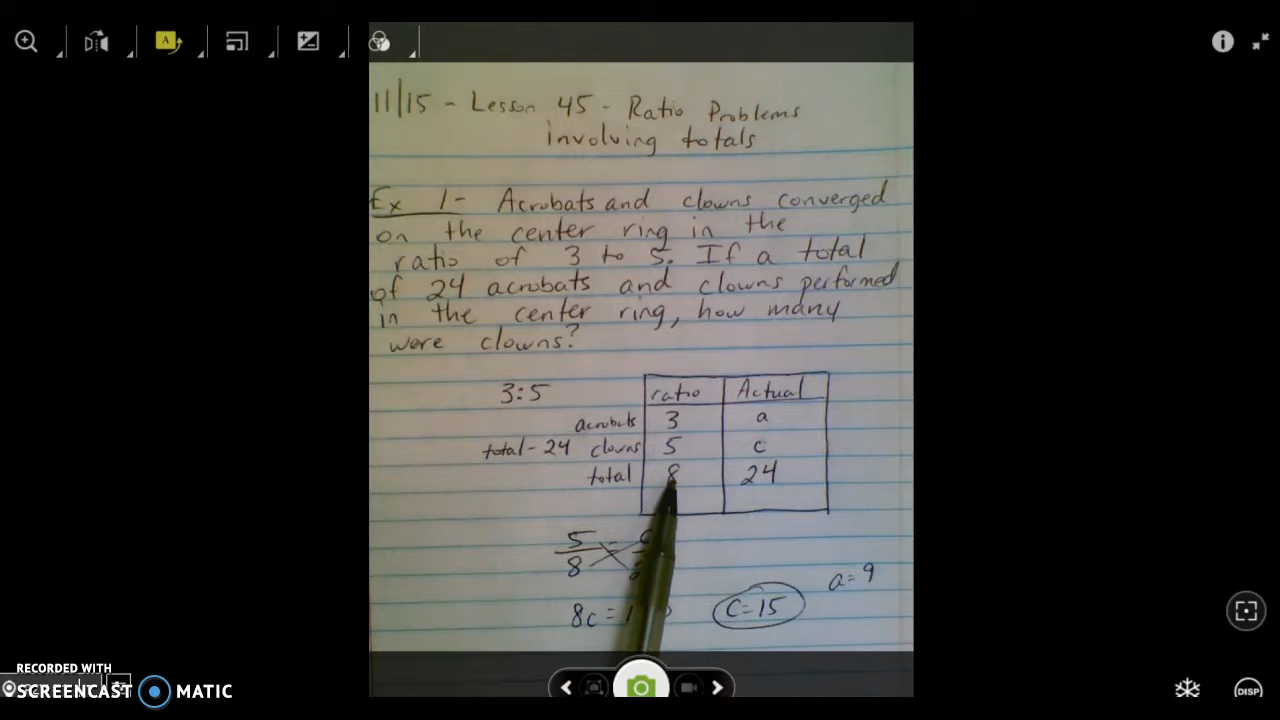 11/15 - Lesson 45 - Ratio Problems
involving totals
Ex 1- Acrobats and clowns converged
on the center ring in the
ratio of 3 to 5. If a total
of 24 acrobats and clowns performed
in the center ring, how many
were clowns?
3:5
ratio Actual
acrobats 3 a
total - 24 clowns 5 c
total 8 24
5/8 = c
8c = 1
c=15
a=9
RECORDED WITH
SCREENCAST MATIC
A
DISP